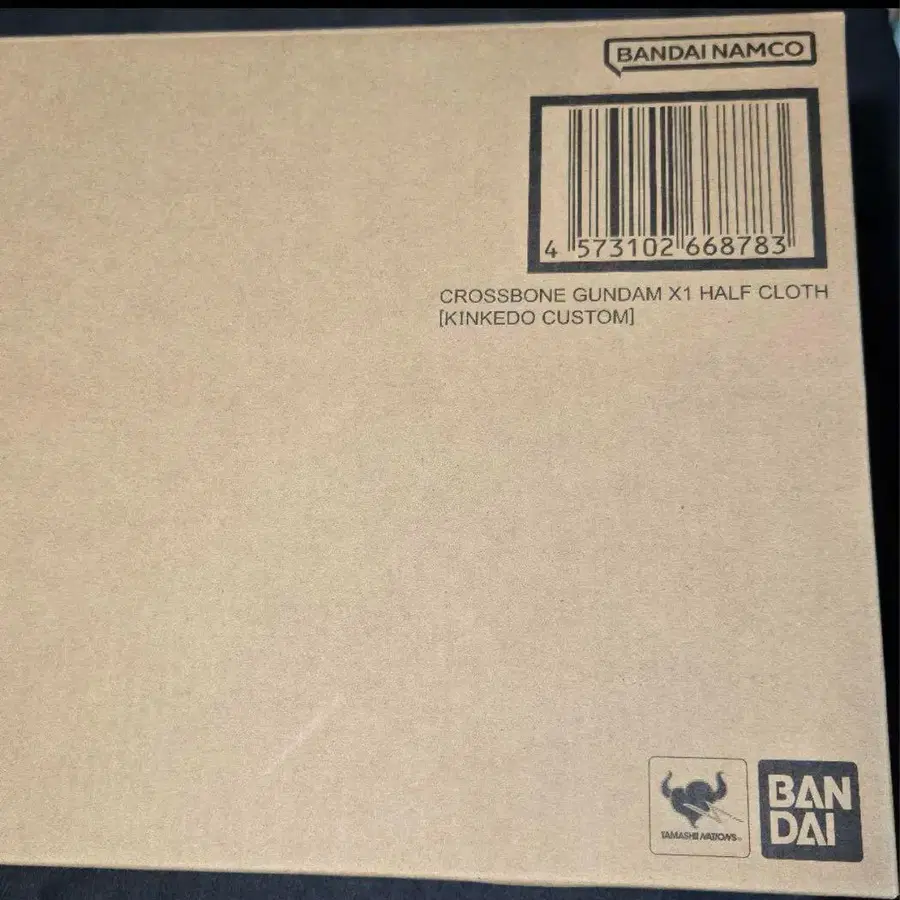 BANDAI NAMCO
4 573102 668783
CROSSBONE GUNDAM X1 HALF CLOTH
[KINKEDO CUSTOM]
TAMASHII NATIONS
BAN
DAI